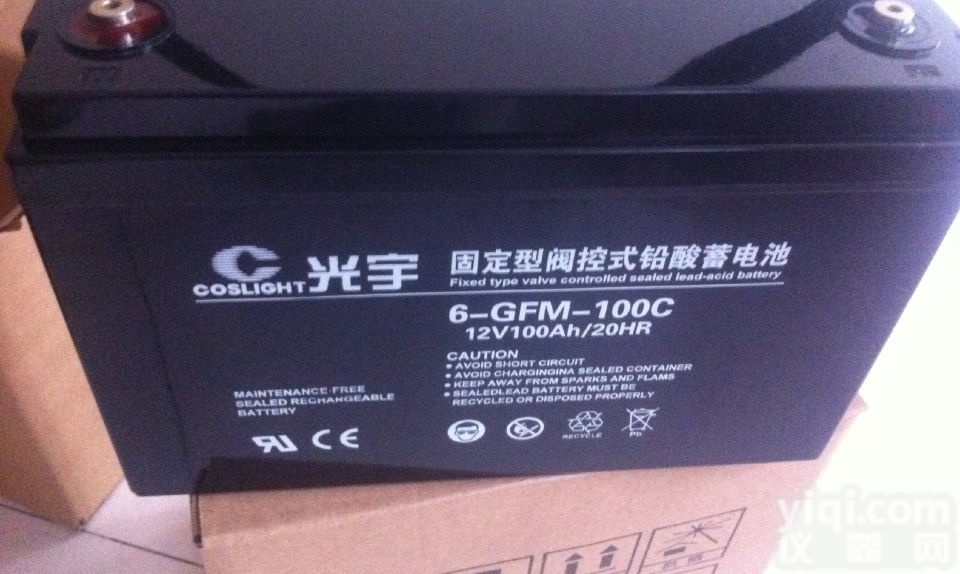 COSLIGHT 光宇
固定型阀控式铅酸蓄电池
Fixed type valve controlled sealed lead-acid battery
6-GFM-100C
12V100Ah/20HR
CAUTION
• AVOID SHORT CIRCUIT
• AVOID CHARGINGINA SEALED CONTAINER
• KEEP AWAY FROM SPARKS AND FLAMS
• SEALEDLEAD BATTERY MUST BE
RECYCLED OR DISPOSED PROPERLY
MAINTENANCE-FREE
SEALED RECHARGEABLE
BATTERY
CE
RECYCLE
Pb
yiqi.com
仪器网